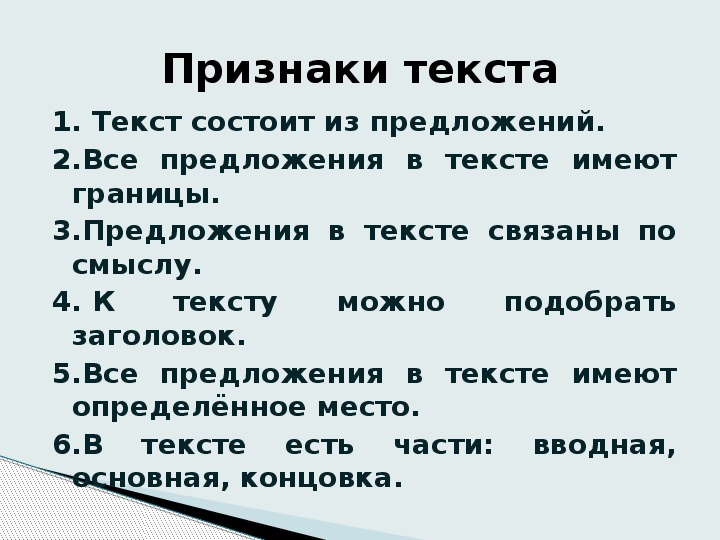 Признаки текста
1. Текст состоит из предложений.
2.Все предложения в тексте имеют
границы.
3.Предложения в тексте связаны по
смыслу.
4. К тексту можно подобрать
заголовок.
5.Все предложения в тексте имеют
определённое место.
6.В тексте есть части: вводная,
основная, концовка.